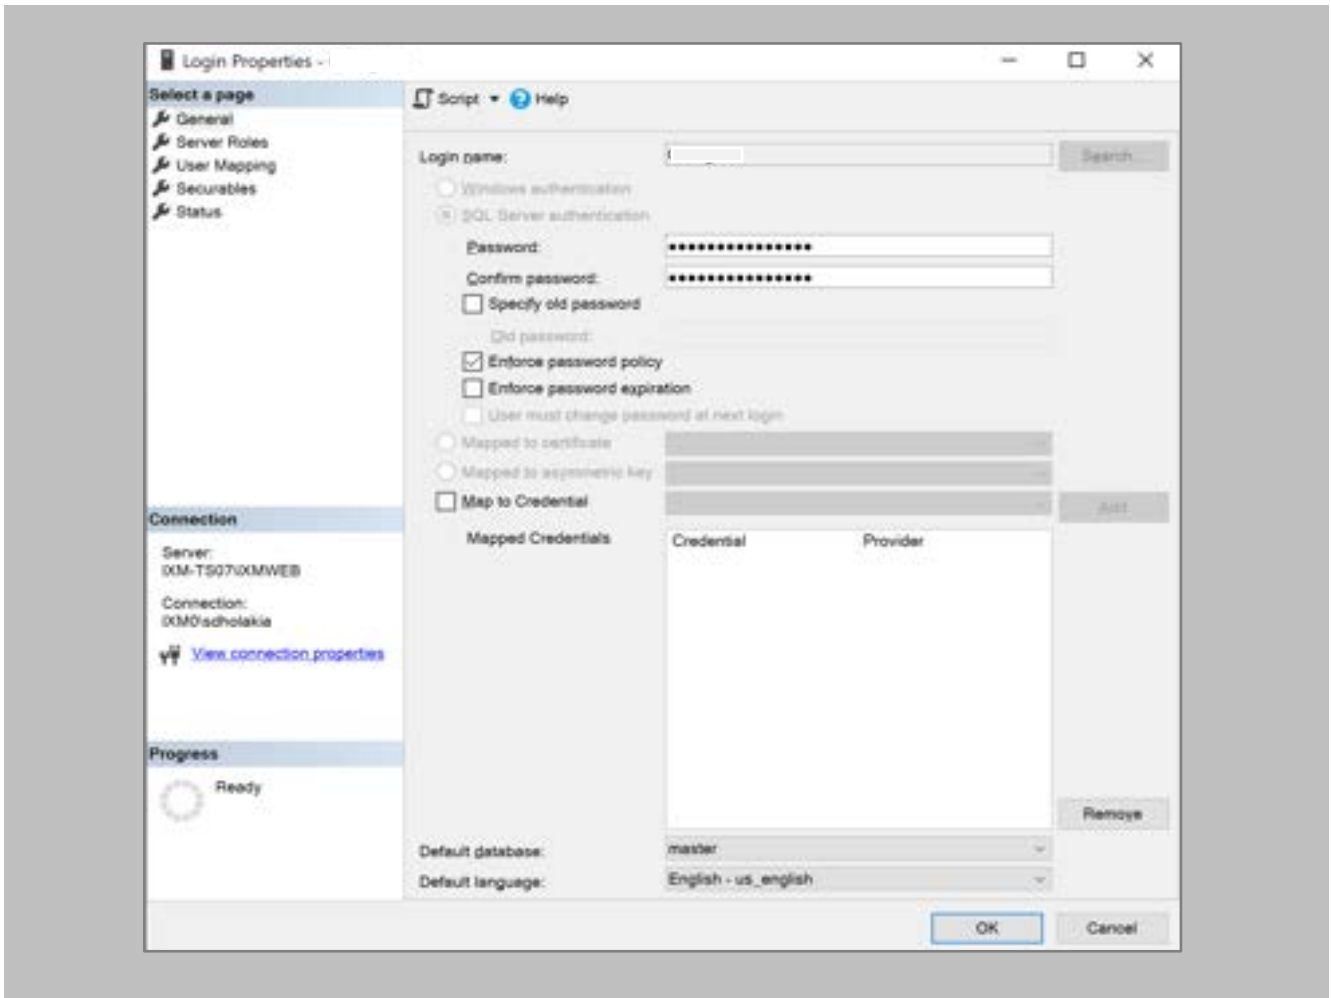 Login Properties -
Select a page
General
Server Roles
User Mapping
Securables
Status
Script
Help
Login name:
Search...
Windows authentication
SQL Server authentication
Password:
●●●●●●●●●●●●●●●
Confirm password:
●●●●●●●●●●●●●●●
Specify old password
Old password:
Enforce password policy
Enforce password expiration
User must change password at next login
Mapped to certificate
Mapped to asymmetric key
Map to Credential
Add
Mapped Credentials
Credential Provider
Remove
Default database: master
Default language: English - us_english
Connection
Server:
IXM-TS07\IXMWEB
Connection:
IXM0\sdholakia
View connection properties
Progress
Ready
OK
Cancel